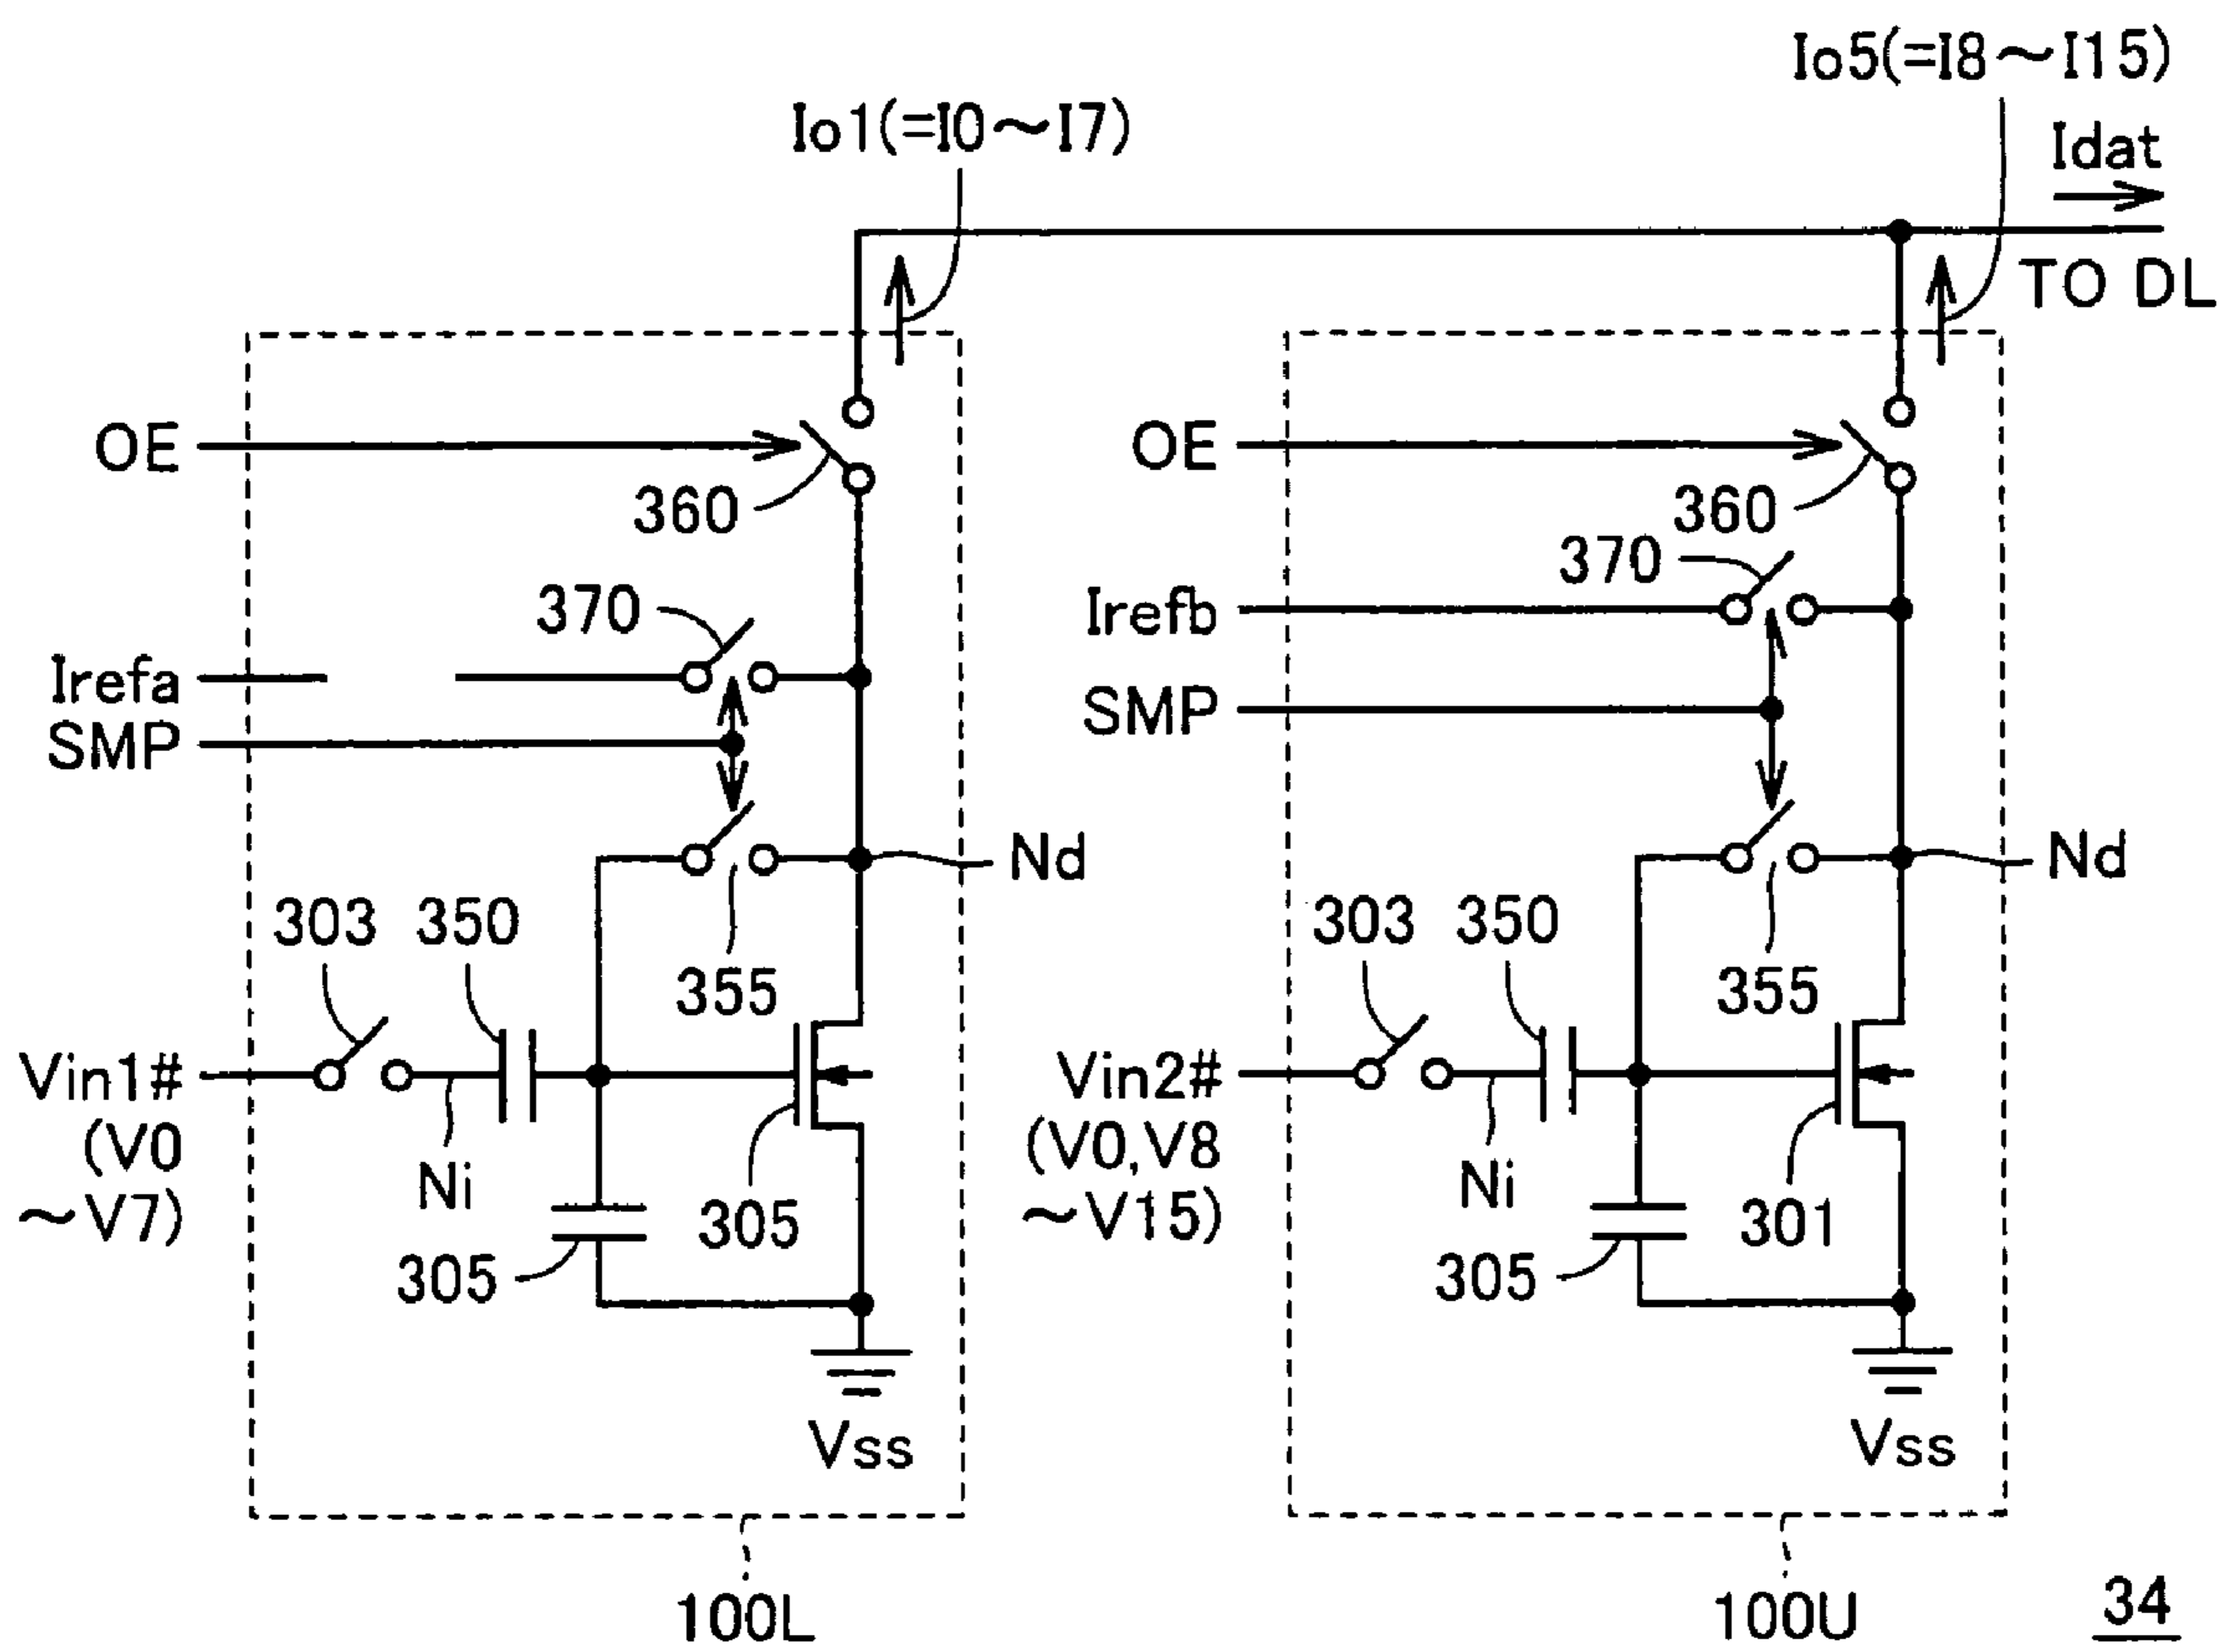 Io5(=I8～I15)
Io1(=I0～I7)
Idat
TO DL
OE
360
OE
360
370
Irefa
SMP
370
Irefb
SMP
Nd
355
Nd
355
303
350
Vin1#
(V0
～V7)
Ni
305
305
303
350
Vin2#
(V0,V8
～V15)
Ni
305
301
Vss
Vss
100L
100U
34